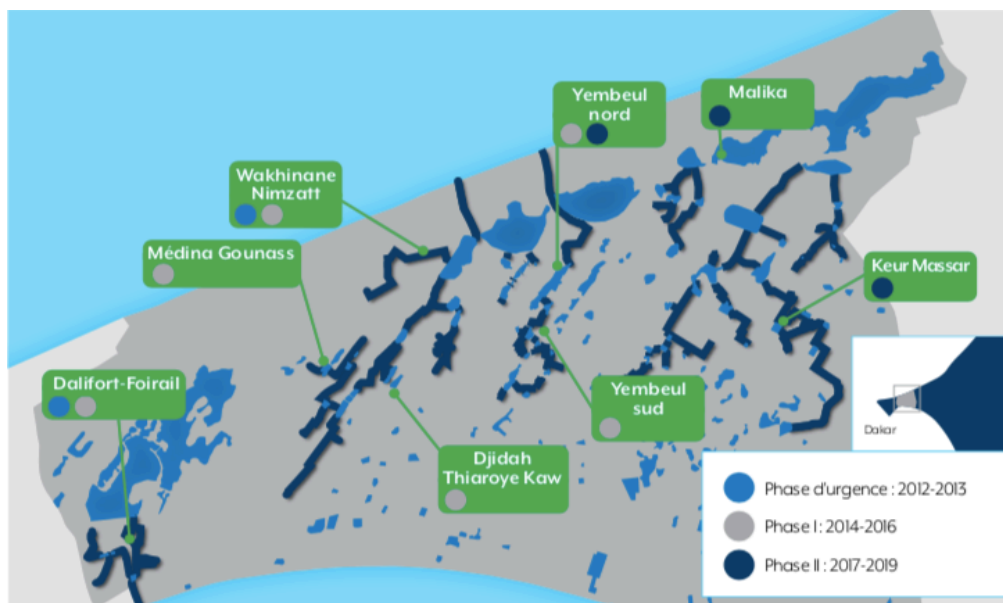 Yembeul
nord
Malika
Wakhinane
Nimzatt
Médina Gounass
Keur Massar
Dalifort-Foirail
Yembeul
sud
Djidah
Thiaroye Kaw
Dakar
Phase d'urgence : 2012-2013
Phase I : 2014-2016
Phase II : 2017-2019